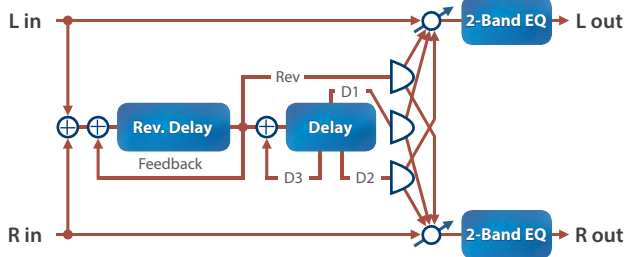 L in
2-Band EQ
L out
Rev
D1
Rev. Delay
Delay
Feedback
D3
D2
R in
2-Band EQ
R out